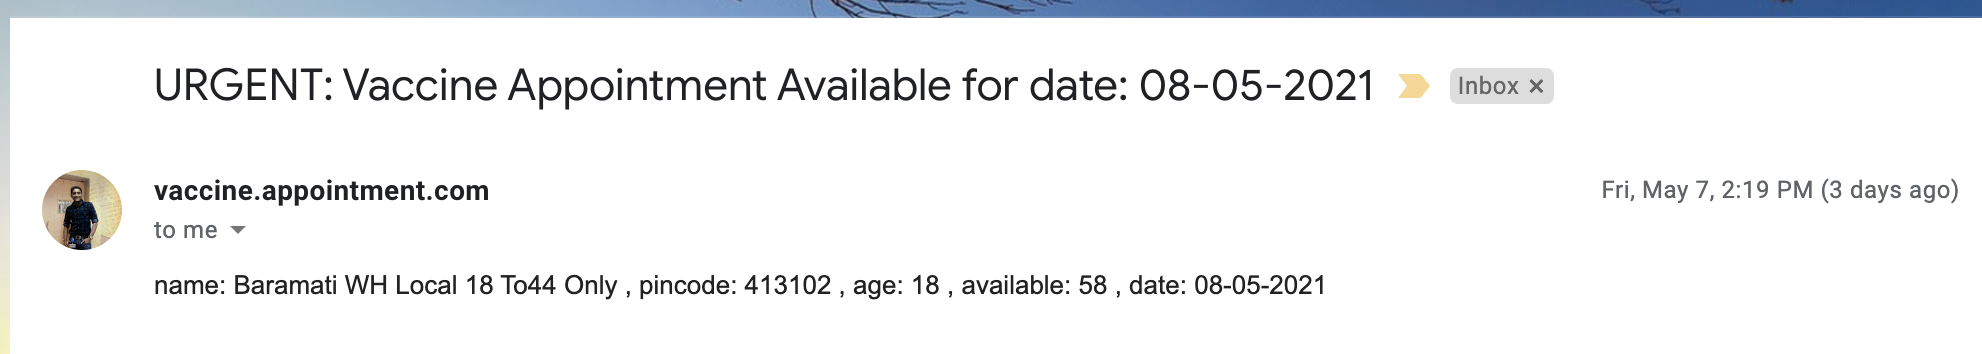 URGENT: Vaccine Appointment Available for date: 08-05-2021 Inbox ×
vaccine.appointment.com Fri, May 7, 2:19 PM (3 days ago)
to me
name: Baramati WH Local 18 To44 Only , pincode: 413102 , age: 18 , available: 58 , date: 08-05-2021